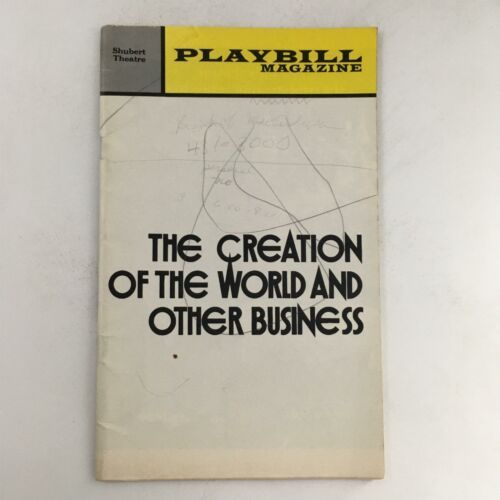 Shubert
Theatre
PLAYBILL
MAGAZINE
THE CREATION
OF THE WORLD AND
OTHER BUSINESS